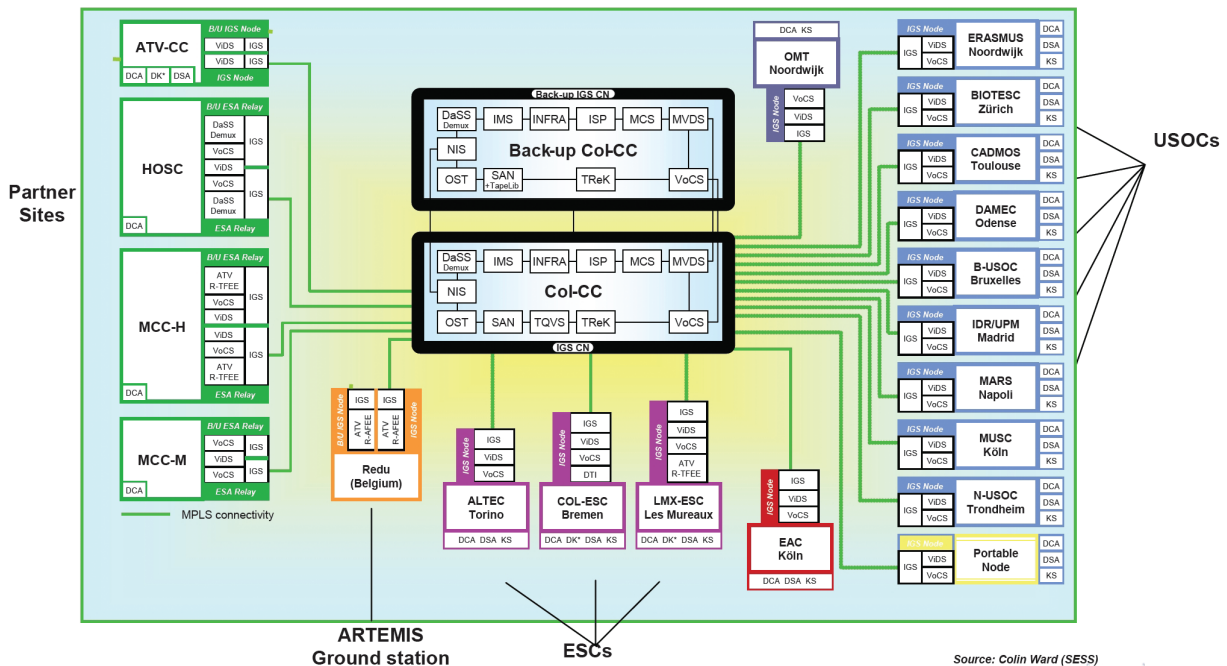 Partner
Sites
B/U IGS Node
ATV-CC
ViDS IGS
ViDS IGS
DCA DK* DSA
IGS Node
B/U ESA Relay
HOSC
DaSS
Demux
VoCS
IGS
ViDS
VoCS
IGS
DaSS
Demux
DCA
ESA Relay
B/U ESA Relay
MCC-H
ATV
R-TFEE
VoCS
IGS
ViDS
ViDS
VoCS
IGS
ATV
R-TFEE
DCA
ESA Relay
B/U ESA Relay
MCC-M
VoCS
IGS
ViDS
IGS
VoCS
DCA
ESA Relay
MPLS connectivity
Back-up IGS CN
DaSS
Demux
IMS INFRA ISP MCS MVDS
NIS
Back-up Col-CC
OST
SAN
+TapeLib
TReK VoCS
DaSS
Demux
IMS INFRA ISP MCS MVDS
NIS
Col-CC
OST SAN TQVS TReK VoCS
IGS CN
DCA KS
OMT
Noordwijk
IGS Node
VoCS
ViDS
IGS
B/U IGS Node
IGS
ATV
R-AFEE
IGS
ATV
R-AFEE
IGS Node
Redu
(Belgium)
ARTEMIS
Ground station
IGS Node
IGS
ViDS
VoCS
ALTEC
Torino
DCA DSA KS
IGS Node
IGS
ViDS
VoCS
DTI
COL-ESC
Bremen
DCA DK* DSA KS
IGS Node
IGS
ViDS
VoCS
ATV
R-TFEE
LMX-ESC
Les Mureaux
DCA DK* DSA KS
ESCs
IGS Node
IGS
ViDS
VoCS
EAC
Köln
DCA DSA KS
IGS Node
IGS
ViDS
VoCS
ERASMUS
Noordwijk
DCA
DSA
KS
IGS Node
IGS
ViDS
VoCS
BIOTESC
Zürich
DCA
DSA
KS
IGS Node
IGS
ViDS
VoCS
CADMOS
Toulouse
DCA
DSA
KS
IGS Node
IGS
ViDS
VoCS
DAMEC
Odense
DCA
DSA
KS
IGS Node
IGS
ViDS
VoCS
B-USOC
Bruxelles
DCA
DSA
KS
IGS Node
IGS
ViDS
VoCS
IDR/UPM
Madrid
DCA
DSA
KS
IGS Node
IGS
ViDS
VoCS
MARS
Napoli
DCA
DSA
KS
IGS Node
IGS
ViDS
VoCS
MUSC
Köln
DCA
DSA
KS
IGS Node
IGS
ViDS
VoCS
N-USOC
Trondheim
DCA
DSA
KS
IGS Node
IGS
ViDS
VoCS
Portable
Node
DCA
DSA
KS
USOCs
Source: Colin Ward (SESS)